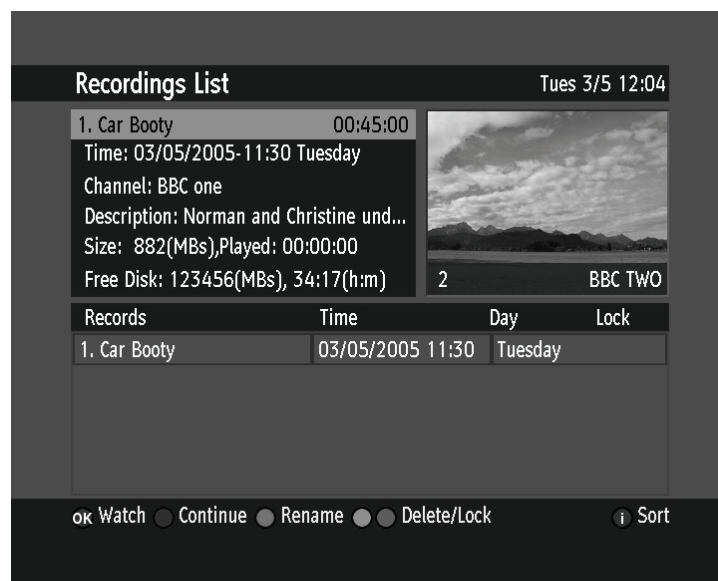 Recordings List
Tues 3/5 12:04
1. Car Booty 00:45:00
Time: 03/05/2005-11:30 Tuesday
Channel: BBC one
Description: Norman and Christine und...
Size: 882(MBs),Played: 00:00:00
Free Disk: 123456(MBs), 34:17(h:m)
2 BBC TWO
Records Time Day Lock
1. Car Booty 03/05/2005 11:30 Tuesday
OK Watch Continue Rename Delete/Lock i Sort